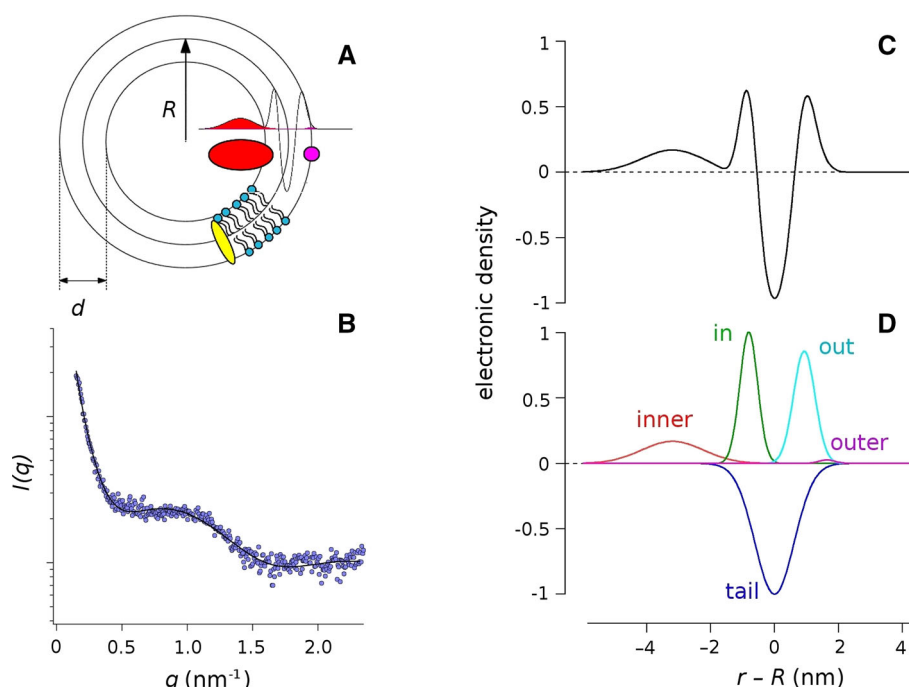 A
R
d
B
I(q)
0
0.5
1.0
1.5
2.0
q (nm⁻¹)
C
1
0.5
0
-0.5
-1
electronic density
D
1
0.5
0
-0.5
-1
in
out
inner
outer
tail
−4
−2
0
2
4
r – R (nm)